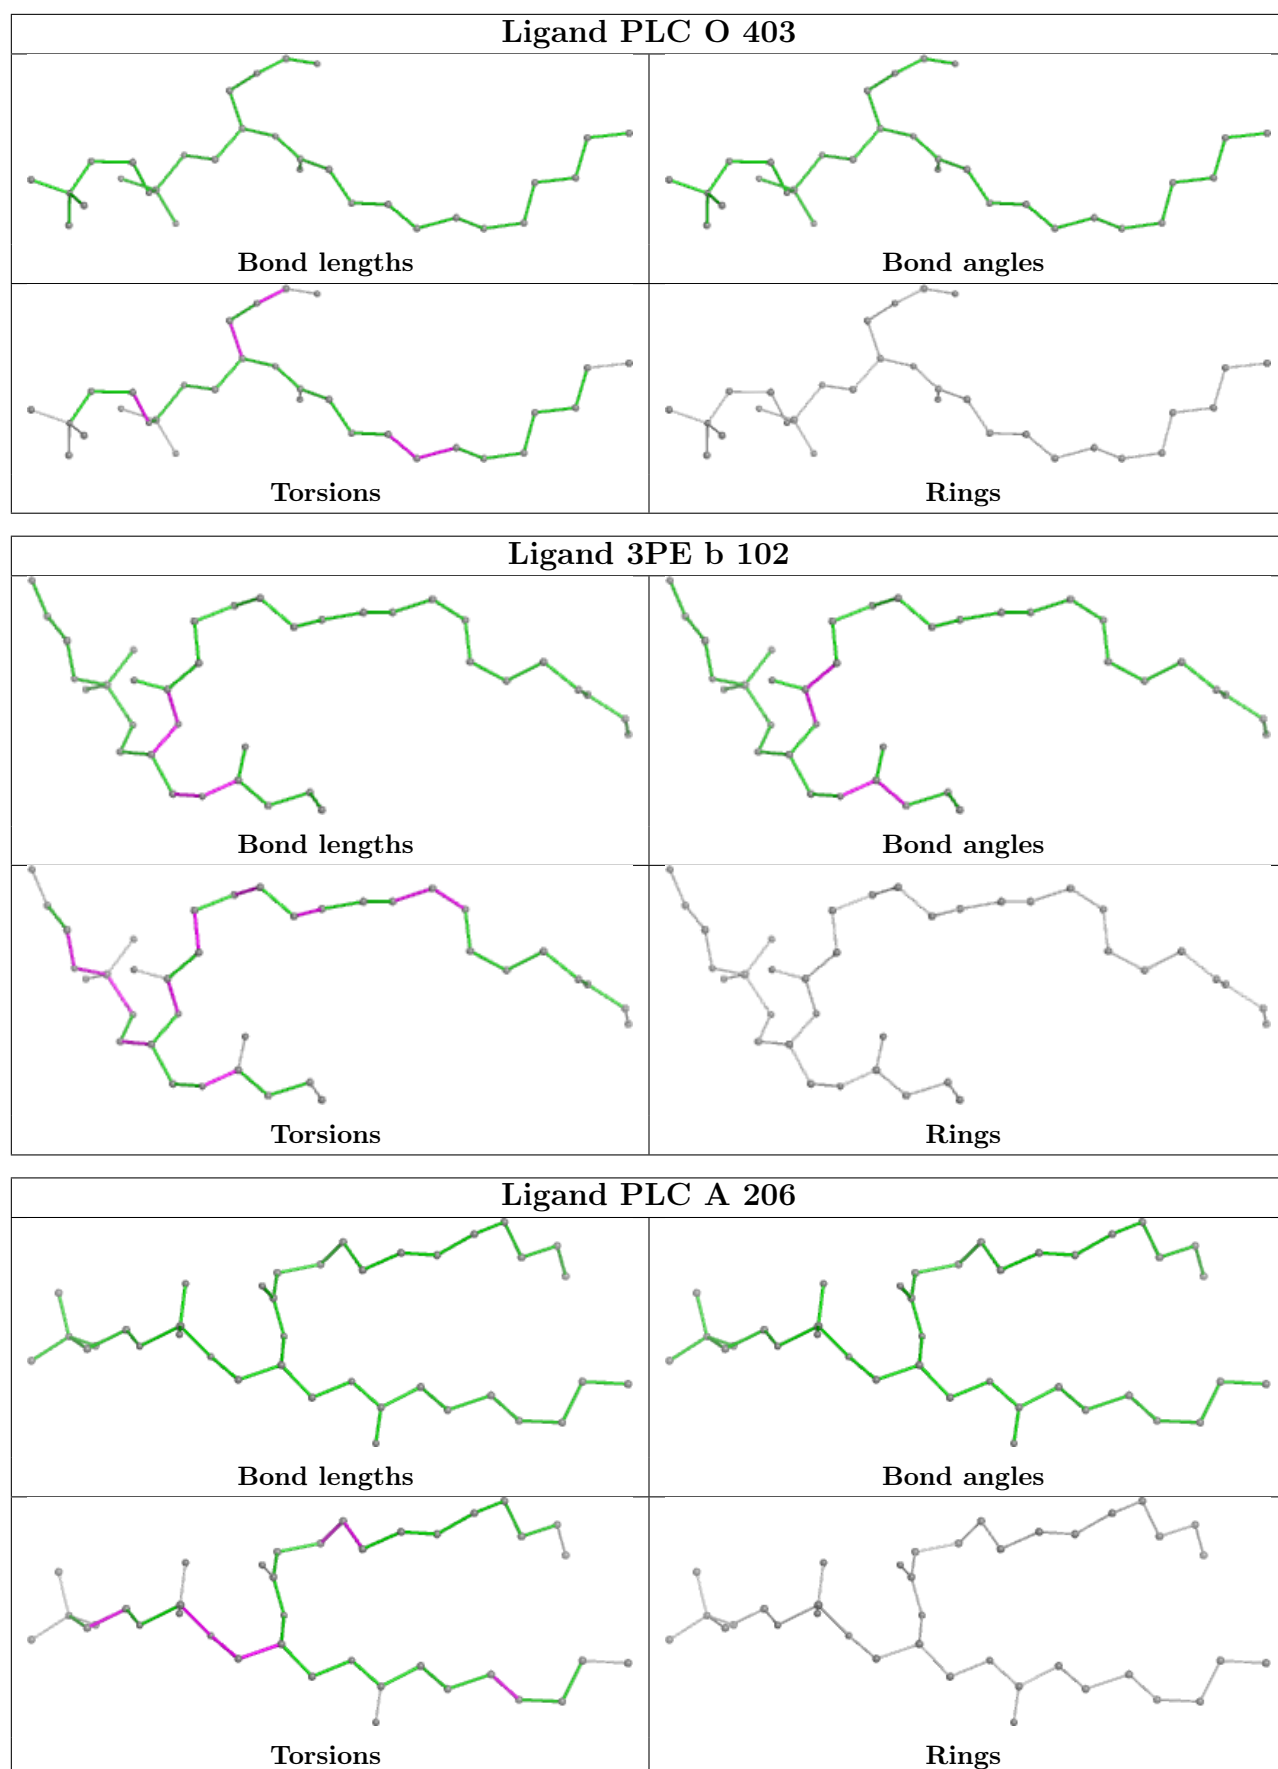 Ligand PLC O 403
Bond lengths
Bond angles
Torsions
Rings
Ligand 3PE b 102
Bond lengths
Bond angles
Torsions
Rings
Ligand PLC A 206
Bond lengths
Bond angles
Torsions
Rings